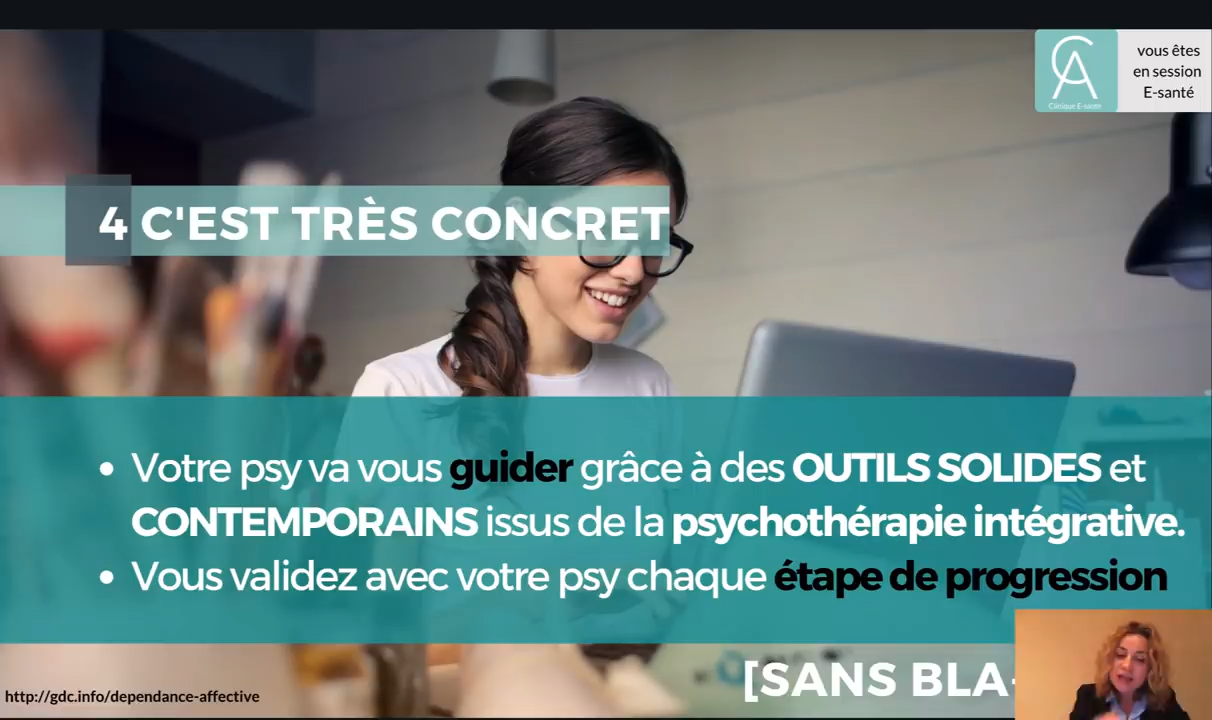 CA
Clinique E-santé
vous êtes
en session
E-santé
4 C'EST TRÈS CONCRET
• Votre psy va vous guider grâce à des OUTILS SOLIDES et
CONTEMPORAINS issus de la psychothérapie intégrative.
• Vous validez avec votre psy chaque étape de progression
[SANS BLA-
http://gdc.info/dependance-affective